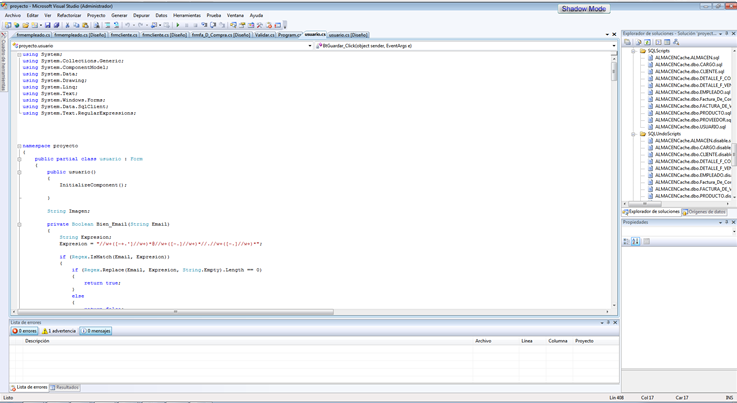 proyecto - Microsoft Visual Studio (Administrador)
Shadow Mode
Archivo Editar Ver Refactorizar Proyecto Generar Depurar Datos Herramientas Prueba Ventana Ayuda
frmempleado.cs [Diseño] frmcliente.cs frmcliente.cs [Diseño] Validar.cs Program.cs usuario.cs usuario.cs [Diseño]
proyecto.usuario
BtGuardar_Click(object sender, EventArgs e)
Cuadro de herramientas
using System;
using System.Collections.Generic;
using System.ComponentModel;
using System.Data;
using System.Drawing;
using System.Linq;
using System.Text;
using System.Windows.Forms;
using System.Data.SqlClient;
using System.Text.RegularExpressions;
namespace proyecto
{
public partial class usuario : Form
{
public usuario()
{
InitializeComponent();
}
String Imagen;
private Boolean Bien_Email(String Email)
{
String Expresion;
if (Regex.IsMatch(Email, Expresion))
{
if (Regex.Replace(Email, Expresion, String.Empty).Length == 0)
{
return true;
}
else
{
return false;
Explorador de soluciones - Solución 'proyect...
SQLScripts
ALMACENCache.ALMACEN.sql
ALMACENCache.dbo.CARGO.sql
ALMACENCache.dbo.CLIENTE.sql
ALMACENCache.dbo.DETALLE_F_CO
ALMACENCache.dbo.DETALLE_F_VE
ALMACENCache.dbo.EMPLEADO.sql
ALMACENCache.dbo.Factura_De_Co
ALMACENCache.dbo.FACTURA_DE_V
ALMACENCache.dbo.PRODUCTO.sql
ALMACENCache.dbo.PROVEEDOR.sq
ALMACENCache.dbo.USUARIO.sql
SQLUndoScripts
ALMACENCache.ALMACEN.disable.s
ALMACENCache.dbo.CARGO.disable
ALMACENCache.dbo.CLIENTE.disabl
ALMACENCache.dbo.DETALLE_F_CO
ALMACENCache.dbo.DETALLE_F_VE
ALMACENCache.dbo.EMPLEADO.disa
ALMACENCache.dbo.Factura_De_Co
ALMACENCache.dbo.FACTURA_DE_V
ALMACENCache.dbo.PRODUCTO.dis
Explorador de soluciones Orígenes de datos
Propiedades
Lista de errores
0 errores 1 advertencia 0 mensajes
Descripción Archivo Línea Columna Proyecto
Lista de errores Resultados
Listo Lín 408 Col 17 Car 17 INS